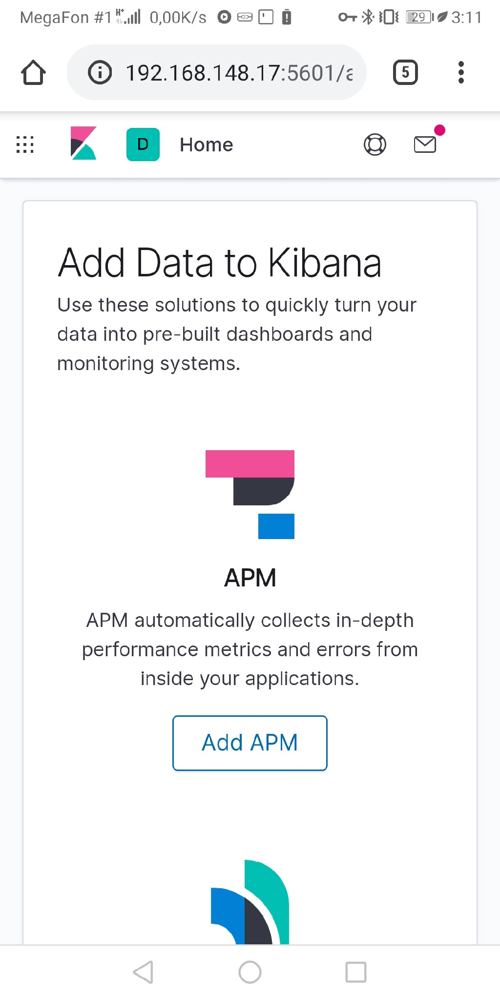 MegaFon #1 H+ 0,00K/s 29 3:11
192.168.148.17:5601/a 5
D Home
Add Data to Kibana
Use these solutions to quickly turn your
data into pre-built dashboards and
monitoring systems.
APM
APM automatically collects in-depth
performance metrics and errors from
inside your applications.
Add APM